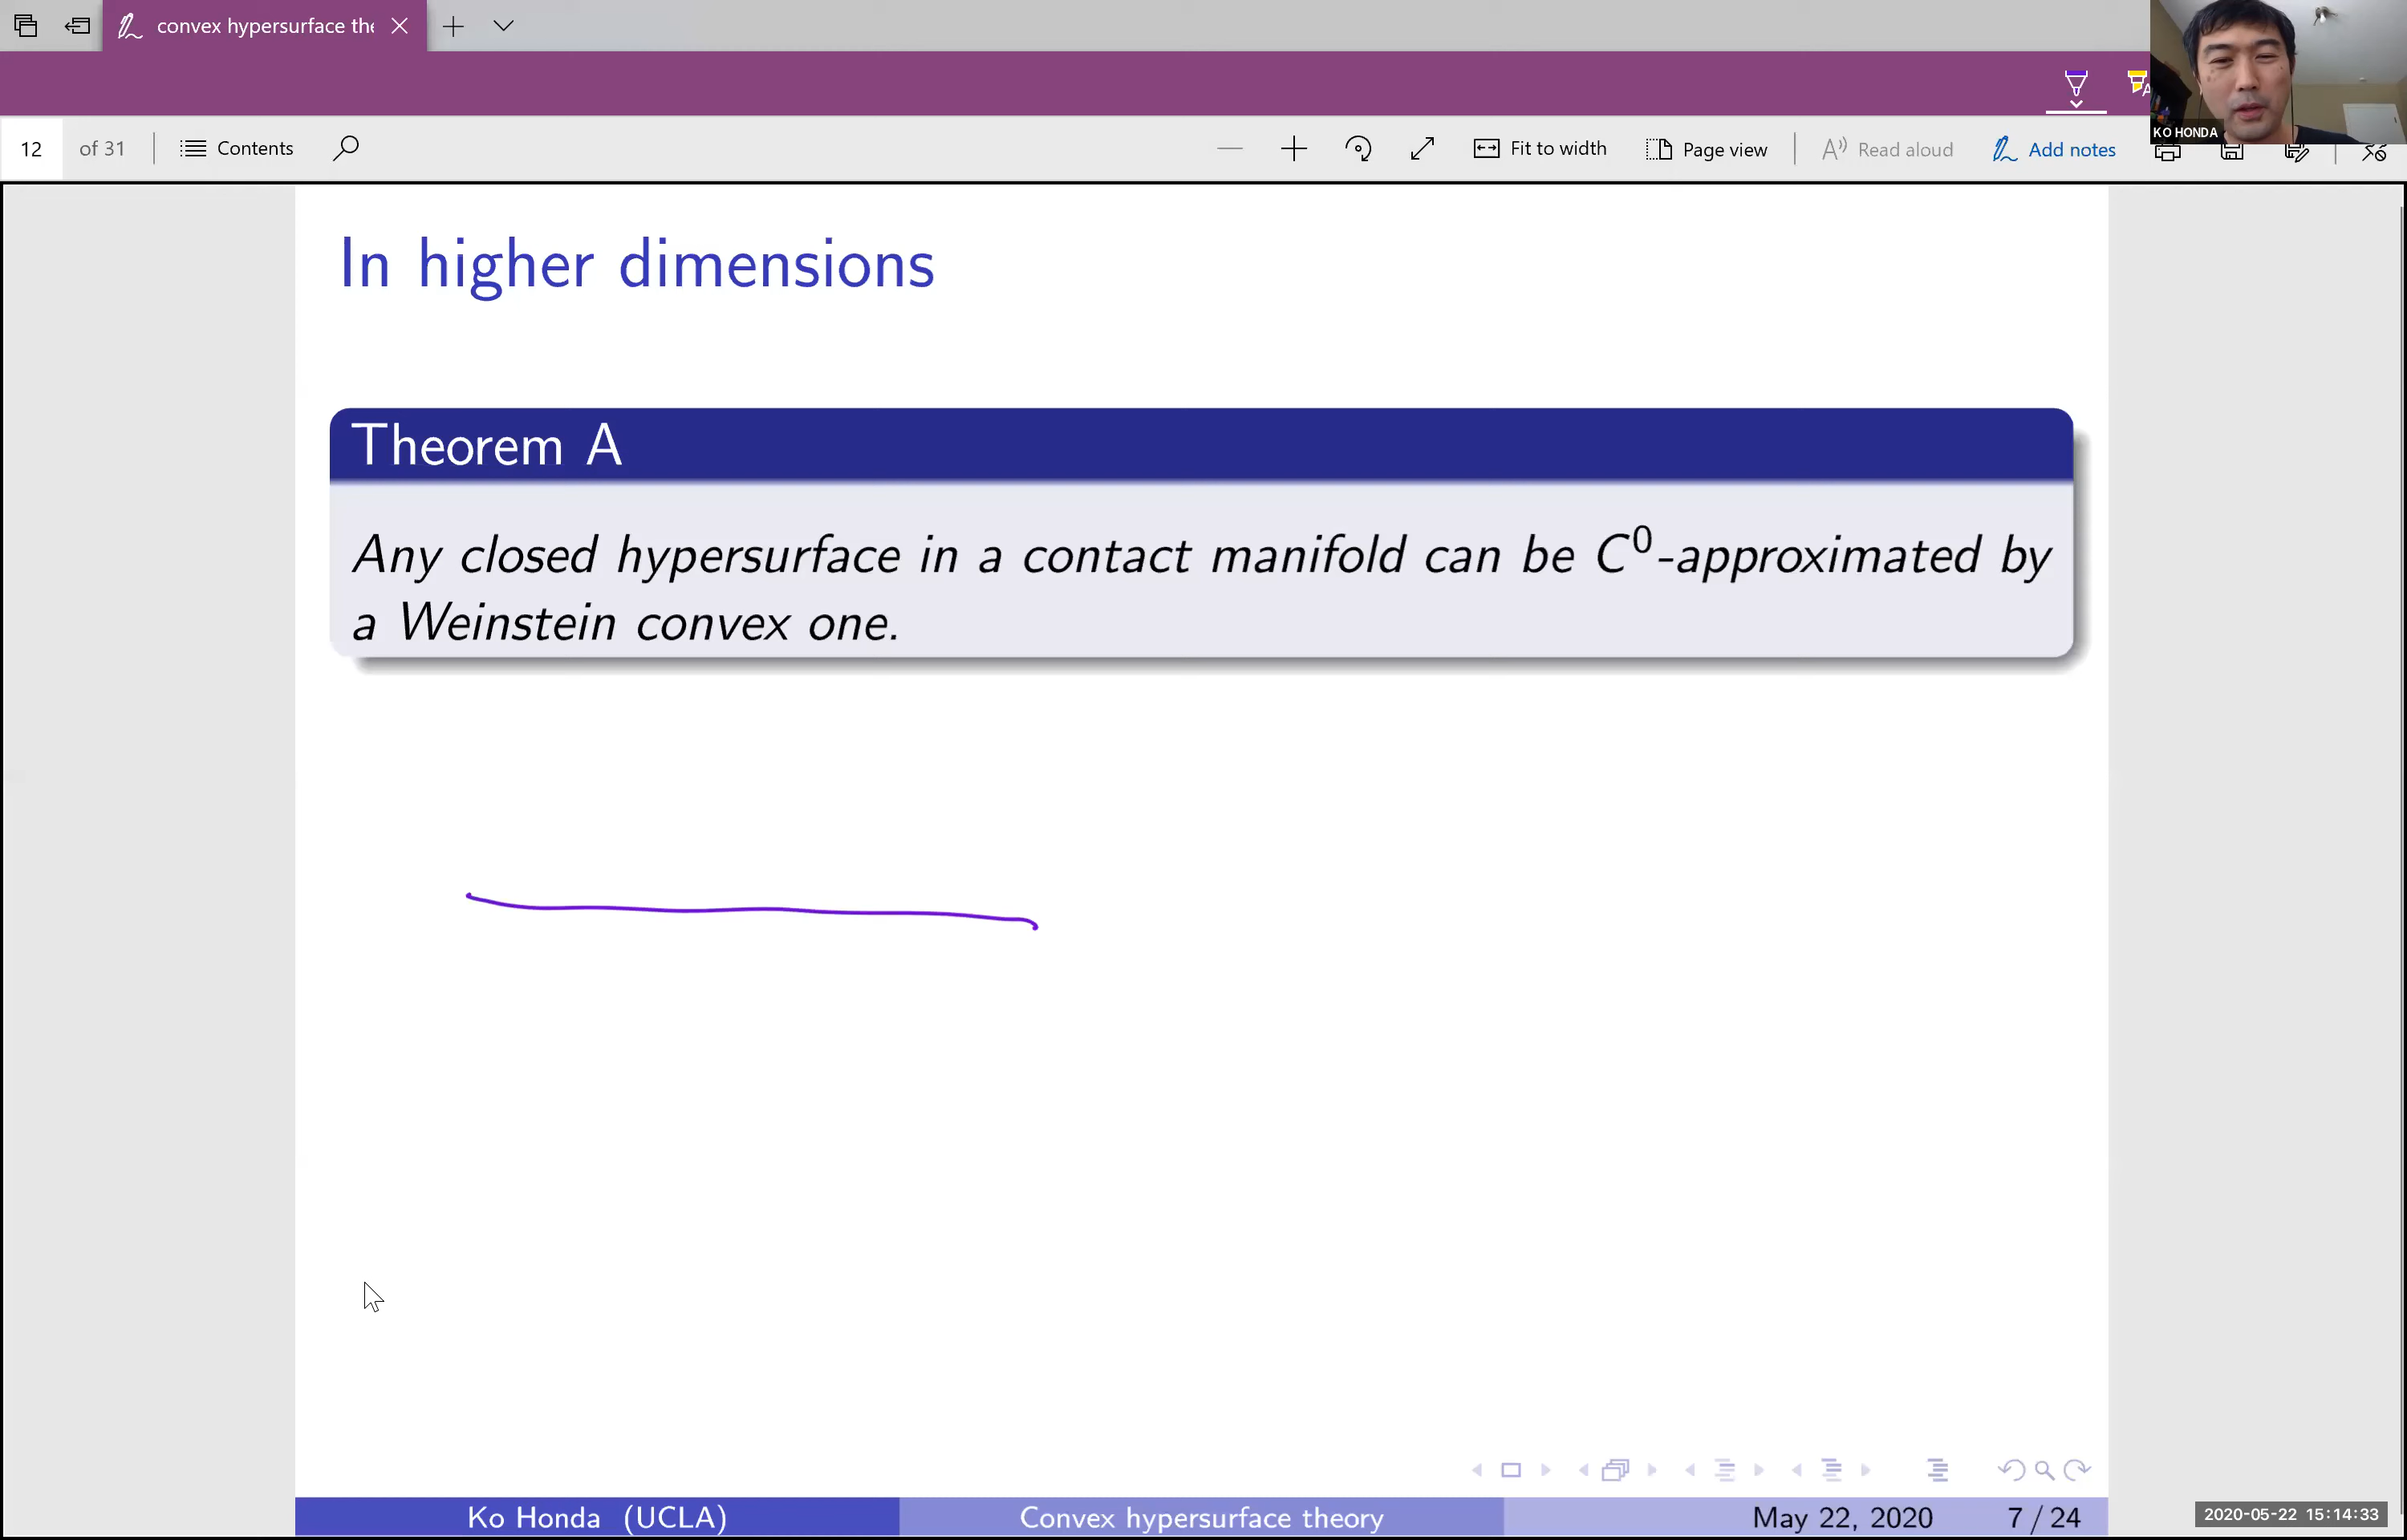 convex hypersurface the
KO HONDA
12 of 31 Contents Fit to width Page view Read aloud Add notes
In higher dimensions
Theorem A
Any closed hypersurface in a contact manifold can be C⁰-approximated by
a Weinstein convex one.
Ko Honda (UCLA) Convex hypersurface theory May 22, 2020 7 / 24
2020-05-22 15:14:33